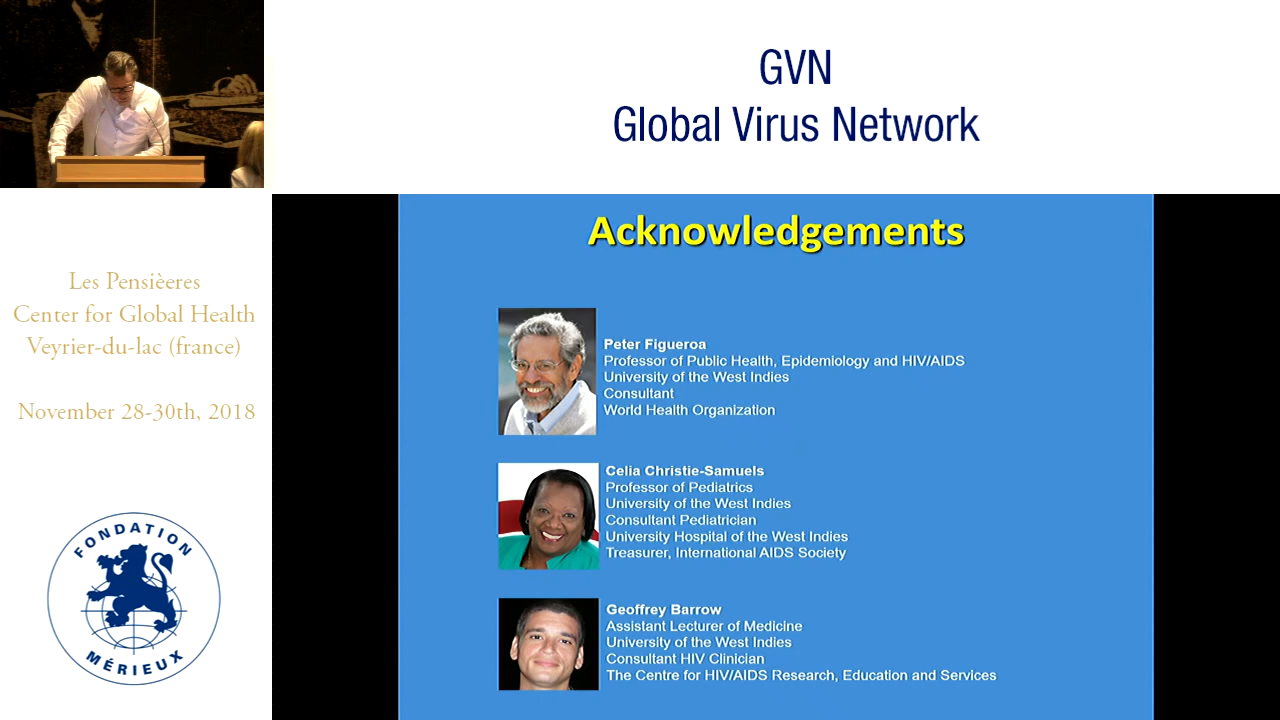 GVN
Global Virus Network
Les Pensièeres
Center for Global Health
Veyrier-du-lac (france)
November 28-30th, 2018
FONDATION
MÉRIEUX
Acknowledgements
Peter Figueroa
Professor of Public Health, Epidemiology and HIV/AIDS
University of the West Indies
Consultant
World Health Organization
Celia Christie-Samuels
Professor of Pediatrics
University of the West Indies
Consultant Pediatrician
University Hospital of the West Indies
Treasurer, International AIDS Society
Geoffrey Barrow
Assistant Lecturer of Medicine
University of the West Indies
Consultant HIV Clinician
The Centre for HIV/AIDS Research, Education and Services